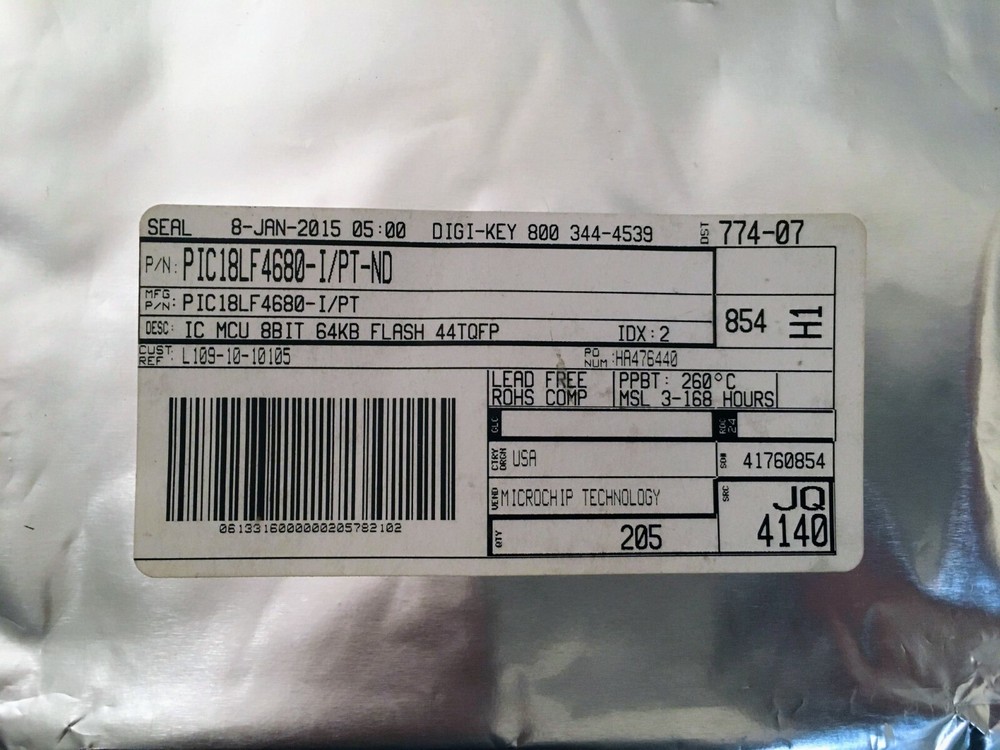 SEAL 8-JAN-2015 05:00 DIGI-KEY 800 344-4539 DST 774-07
P/N: PIC18LF4680-I/PT-ND
MFG P/N: PIC18LF4680-I/PT
854 H1
DESC: IC MCU 8BIT 64KB FLASH 44TQFP IDX:2
CUST REF : L109-10-10105 PO NUM :HA476440
LEAD FREE PPBT: 260°C
ROHS COMP MSL 3-168 HOURS
24
CTRY ORGN USA SO# 41760854
VEND MICROCHIP TECHNOLOGY SRC JQ
QTY 205 4140
0613316000000205782102